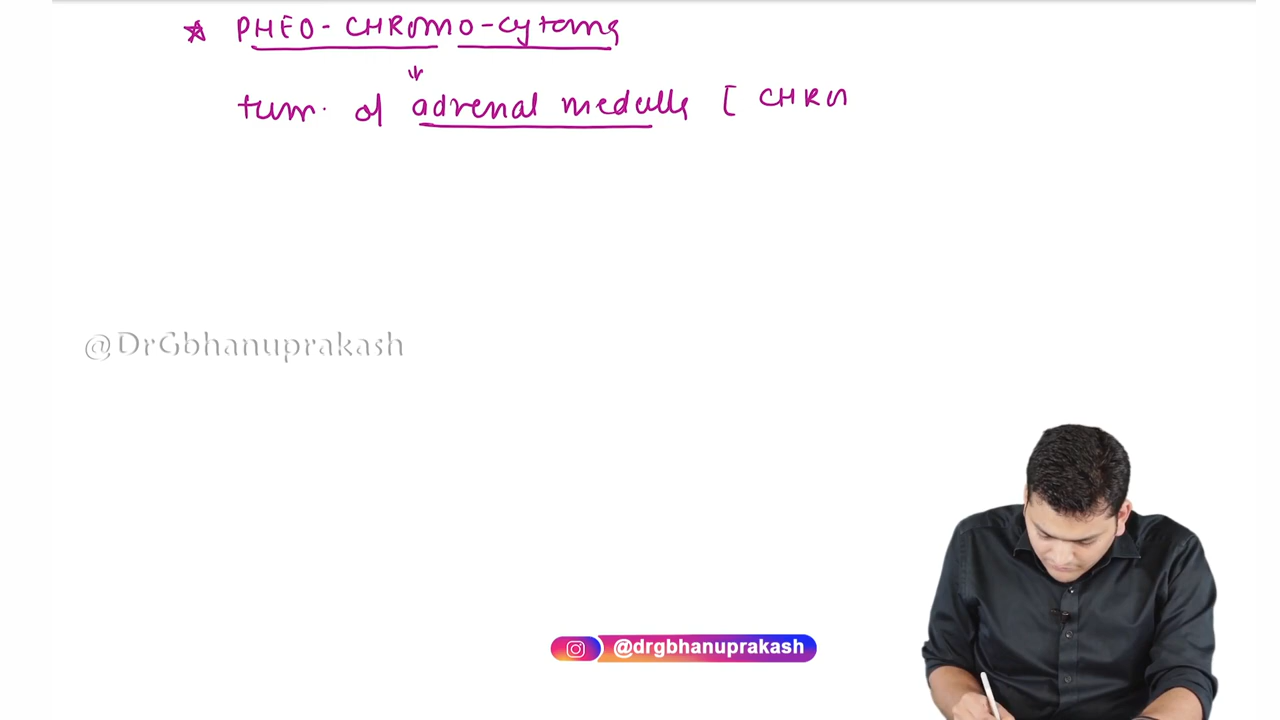 ☆ PHEO-CHROMO-cytoma
↓
tum. of adrenal medulla [ CHRO
@DrGbhanuprakash
@drgbhanuprakash